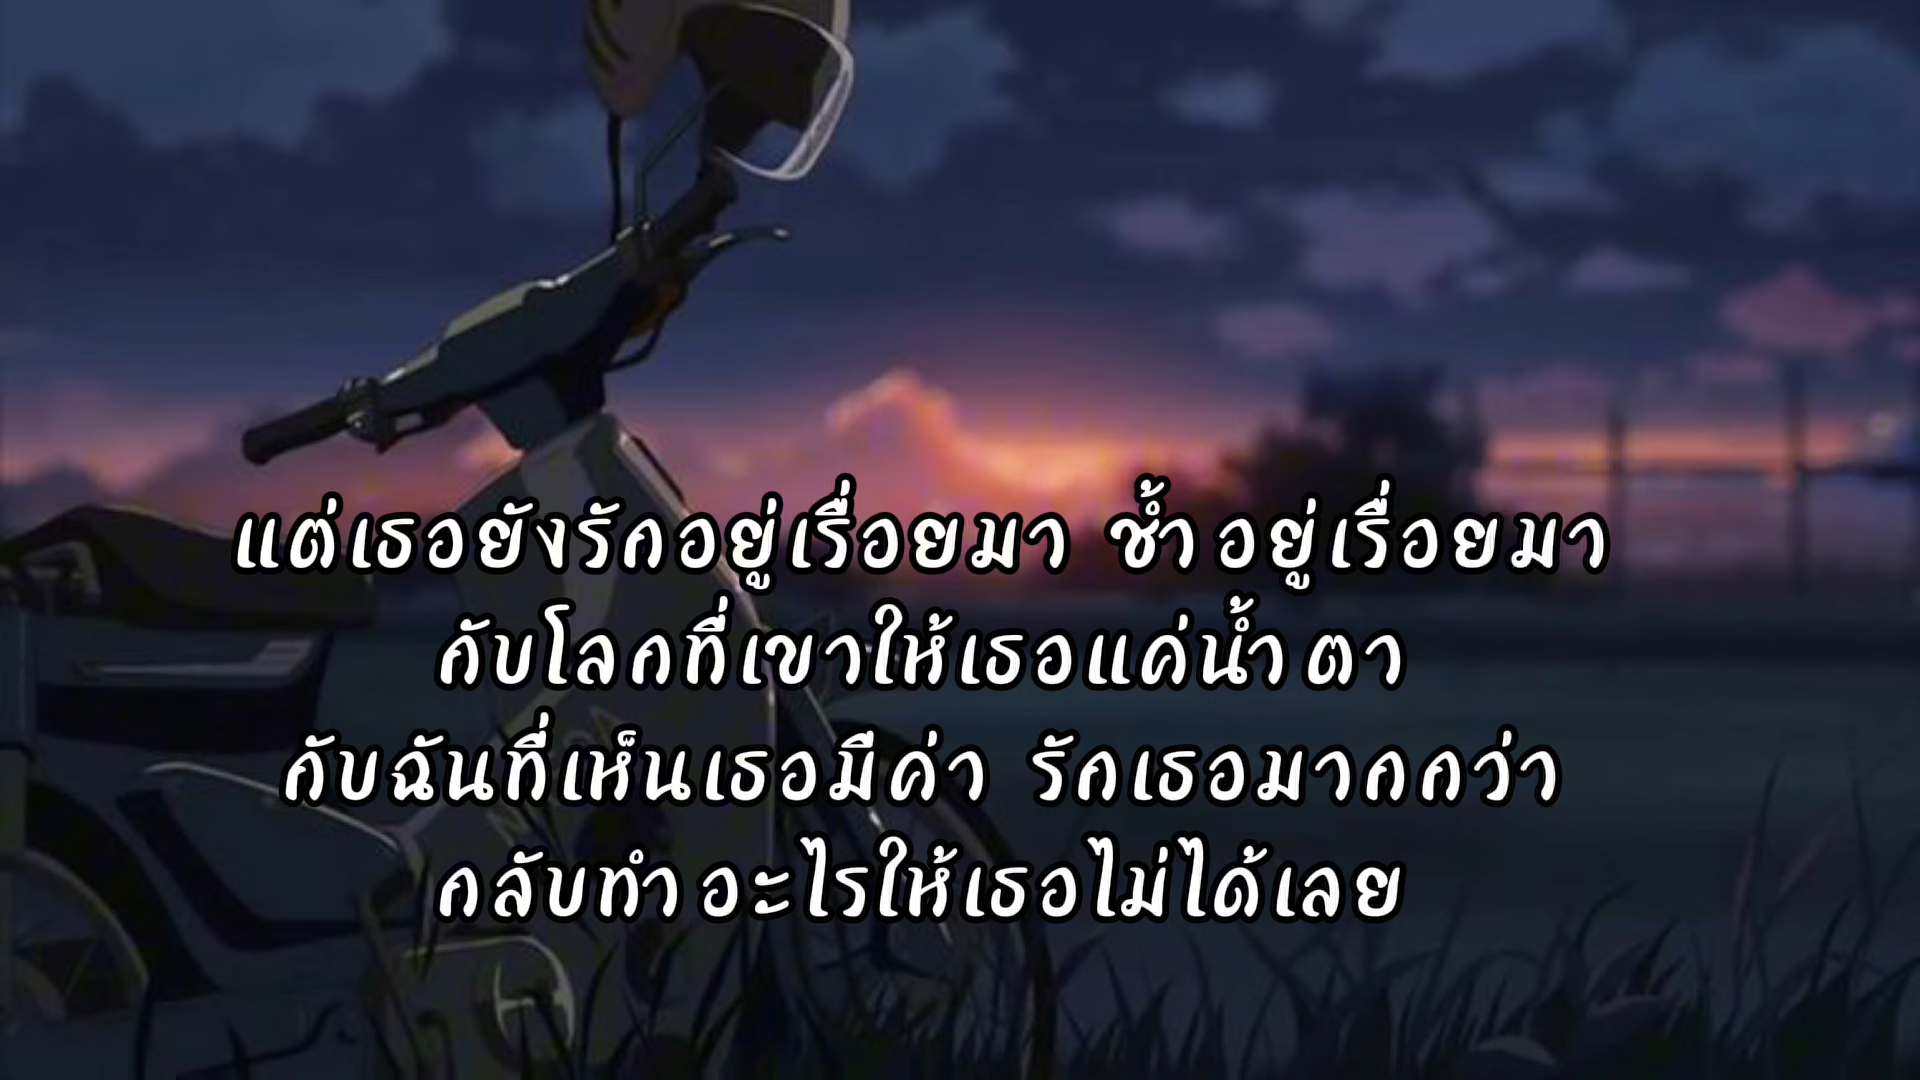 แต่เธอยังรักอยู่เรื่อยมา ช้ำอยู่เรื่อยมา
กับโลกที่เขาให้เธอแค่น้ำตา
กับฉันที่เห็นเธอมีค่า รักเธอมากกว่า
กลับทำอะไรให้เธอไม่ได้เลย